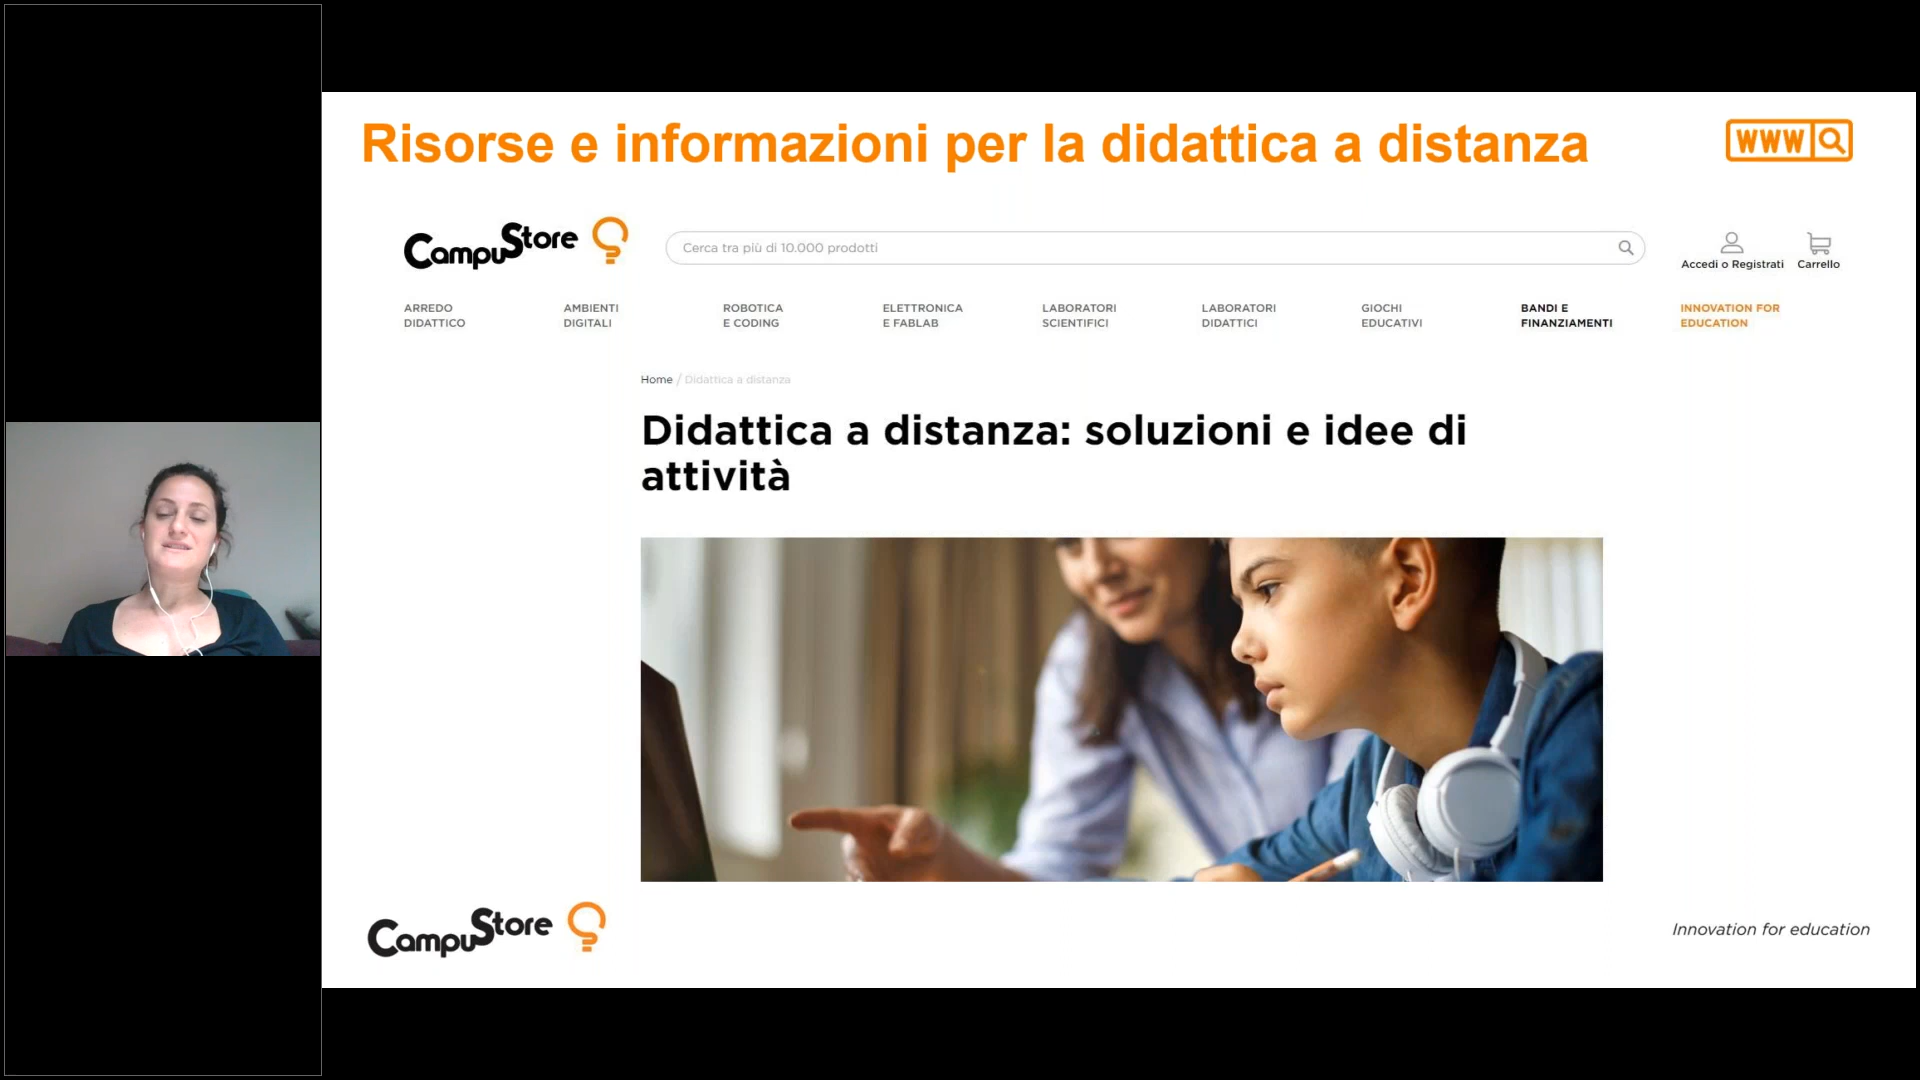 Risorse e informazioni per la didattica a distanza
WWW
CampuStore
Cerca tra più di 10.000 prodotti
Accedi o Registrati
Carrello
ARREDO
DIDATTICO
AMBIENTI
DIGITALI
ROBOTICA
E CODING
ELETTRONICA
E FABLAB
LABORATORI
SCIENTIFICI
LABORATORI
DIDATTICI
GIOCHI
EDUCATIVI
BANDI E
FINANZIAMENTI
INNOVATION FOR
EDUCATION
Home / Didattica a distanza
Didattica a distanza: soluzioni e idee di
attività
CampuStore
Innovation for education